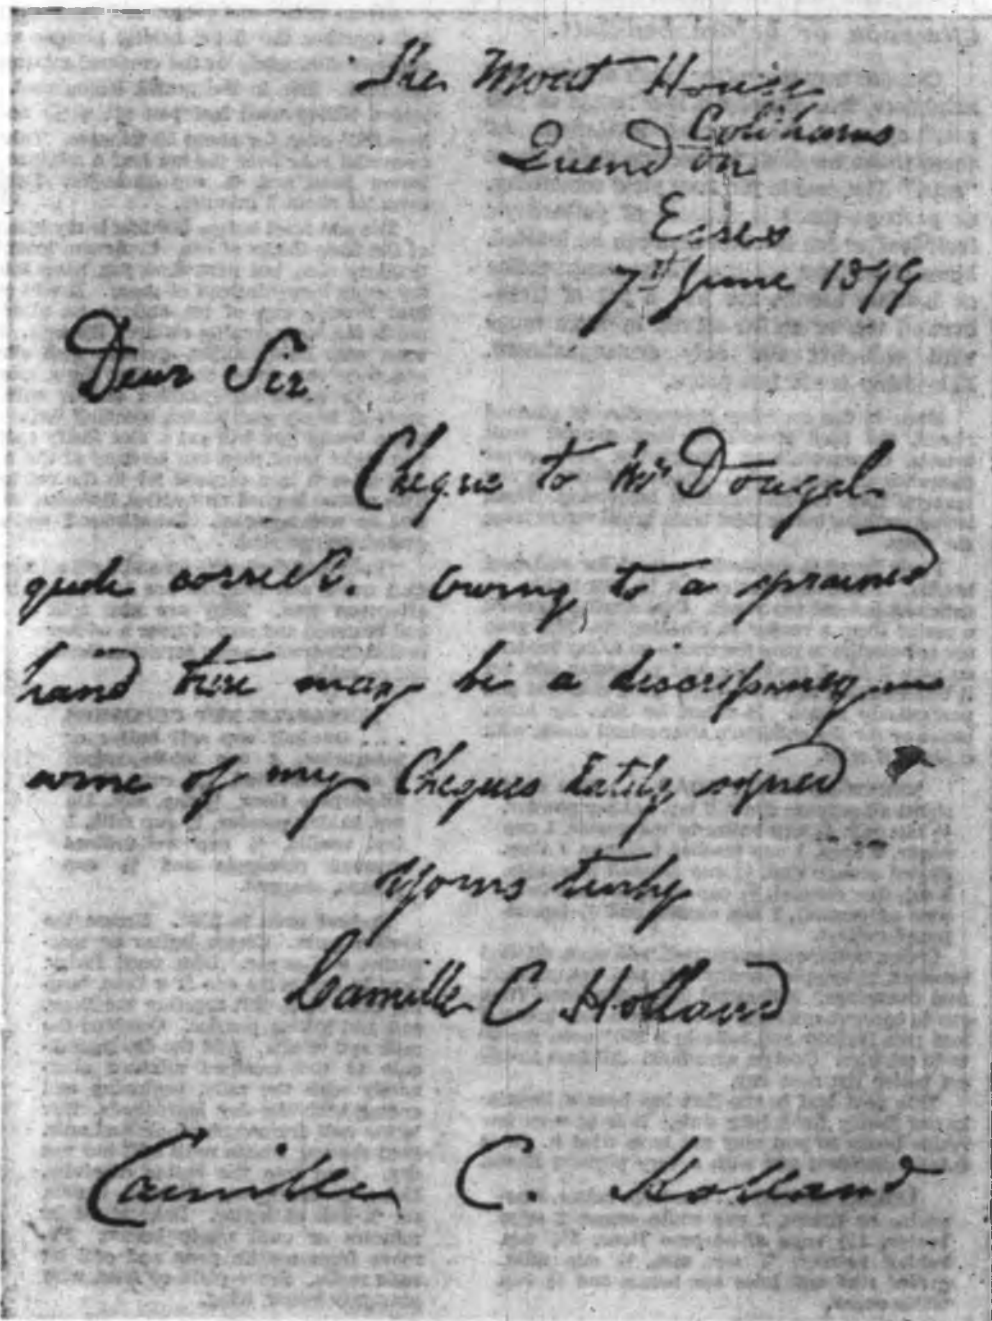 The Moat House
Coldhams
Quendon
Essex
7th June 1899
Dear Sir
Cheque to Mr Dougal
quite correct. Owing to a sprained
hand there may be a discrepancy in
some of my Cheques lately signed
Yours truly
Camille C Holland
Camille C. Holland